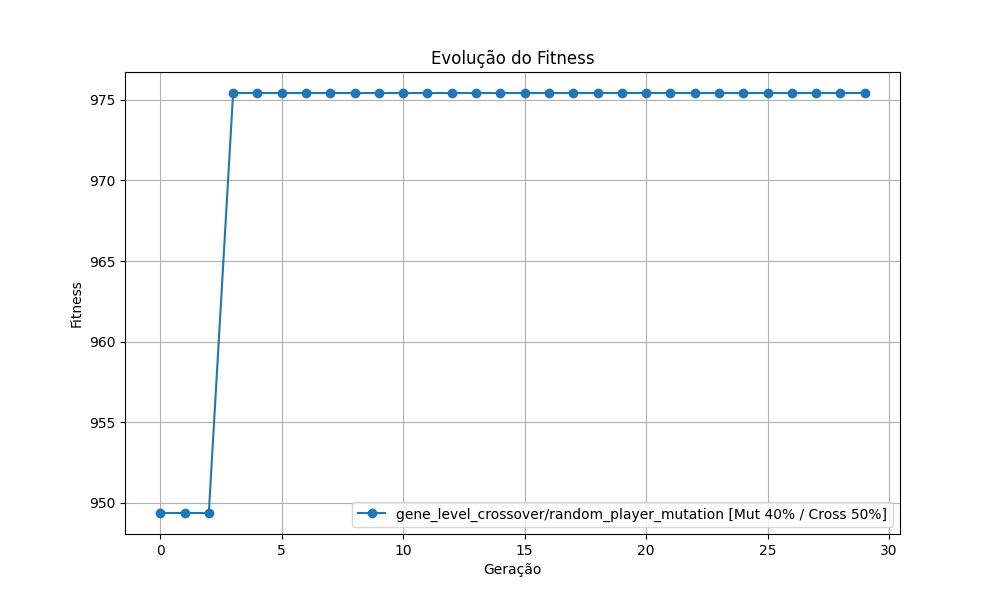 Evolução do Fitness
975
970
965
960
955
950
Fitness
gene_level_crossover/random_player_mutation [Mut 40% / Cross 50%]
0 5 10 15 20 25 30
Geração